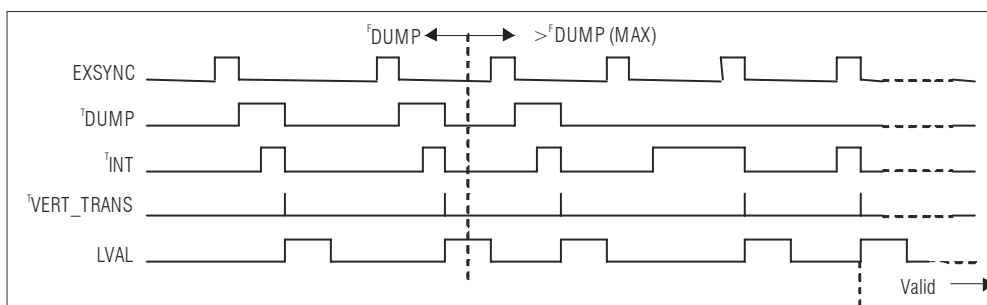 ᶠDUMP >ᶠDUMP (MAX)
EXSYNC
ᵀDUMP
ᵀINT
ᵀVERT_TRANS
LVAL
Valid